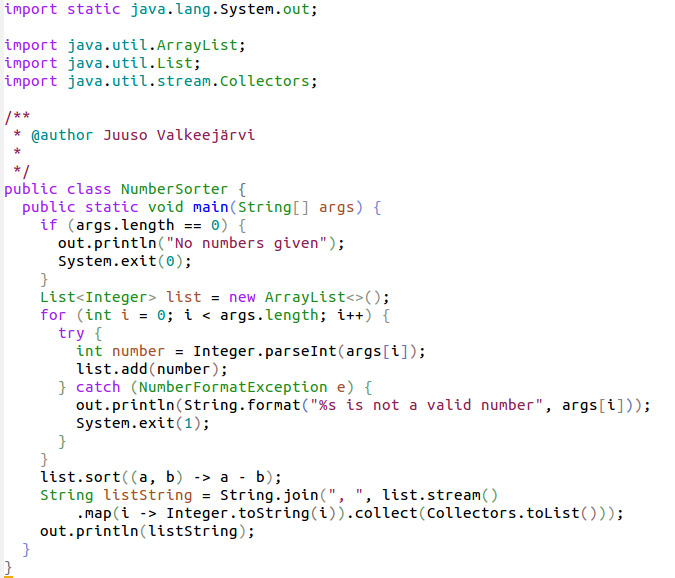 import static java.lang.System.out;

import java.util.ArrayList;
import java.util.List;
import java.util.stream.Collectors;

/**
 * @author Juuso Valkeejärvi
 *
 */
public class NumberSorter {
  public static void main(String[] args) {
    if (args.length == 0) {
      out.println("No numbers given");
      System.exit(0);
    }
    List<Integer> list = new ArrayList<>();
    for (int i = 0; i < args.length; i++) {
      try {
        int number = Integer.parseInt(args[i]);
        list.add(number);
      } catch (NumberFormatException e) {
        out.println(String.format("%s is not a valid number", args[i]));
        System.exit(1);
      }
    }
    list.sort((a, b) -> a - b);
    String listString = String.join(", ", list.stream()
        .map(i -> Integer.toString(i)).collect(Collectors.toList()));
    out.println(listString);
  }
}